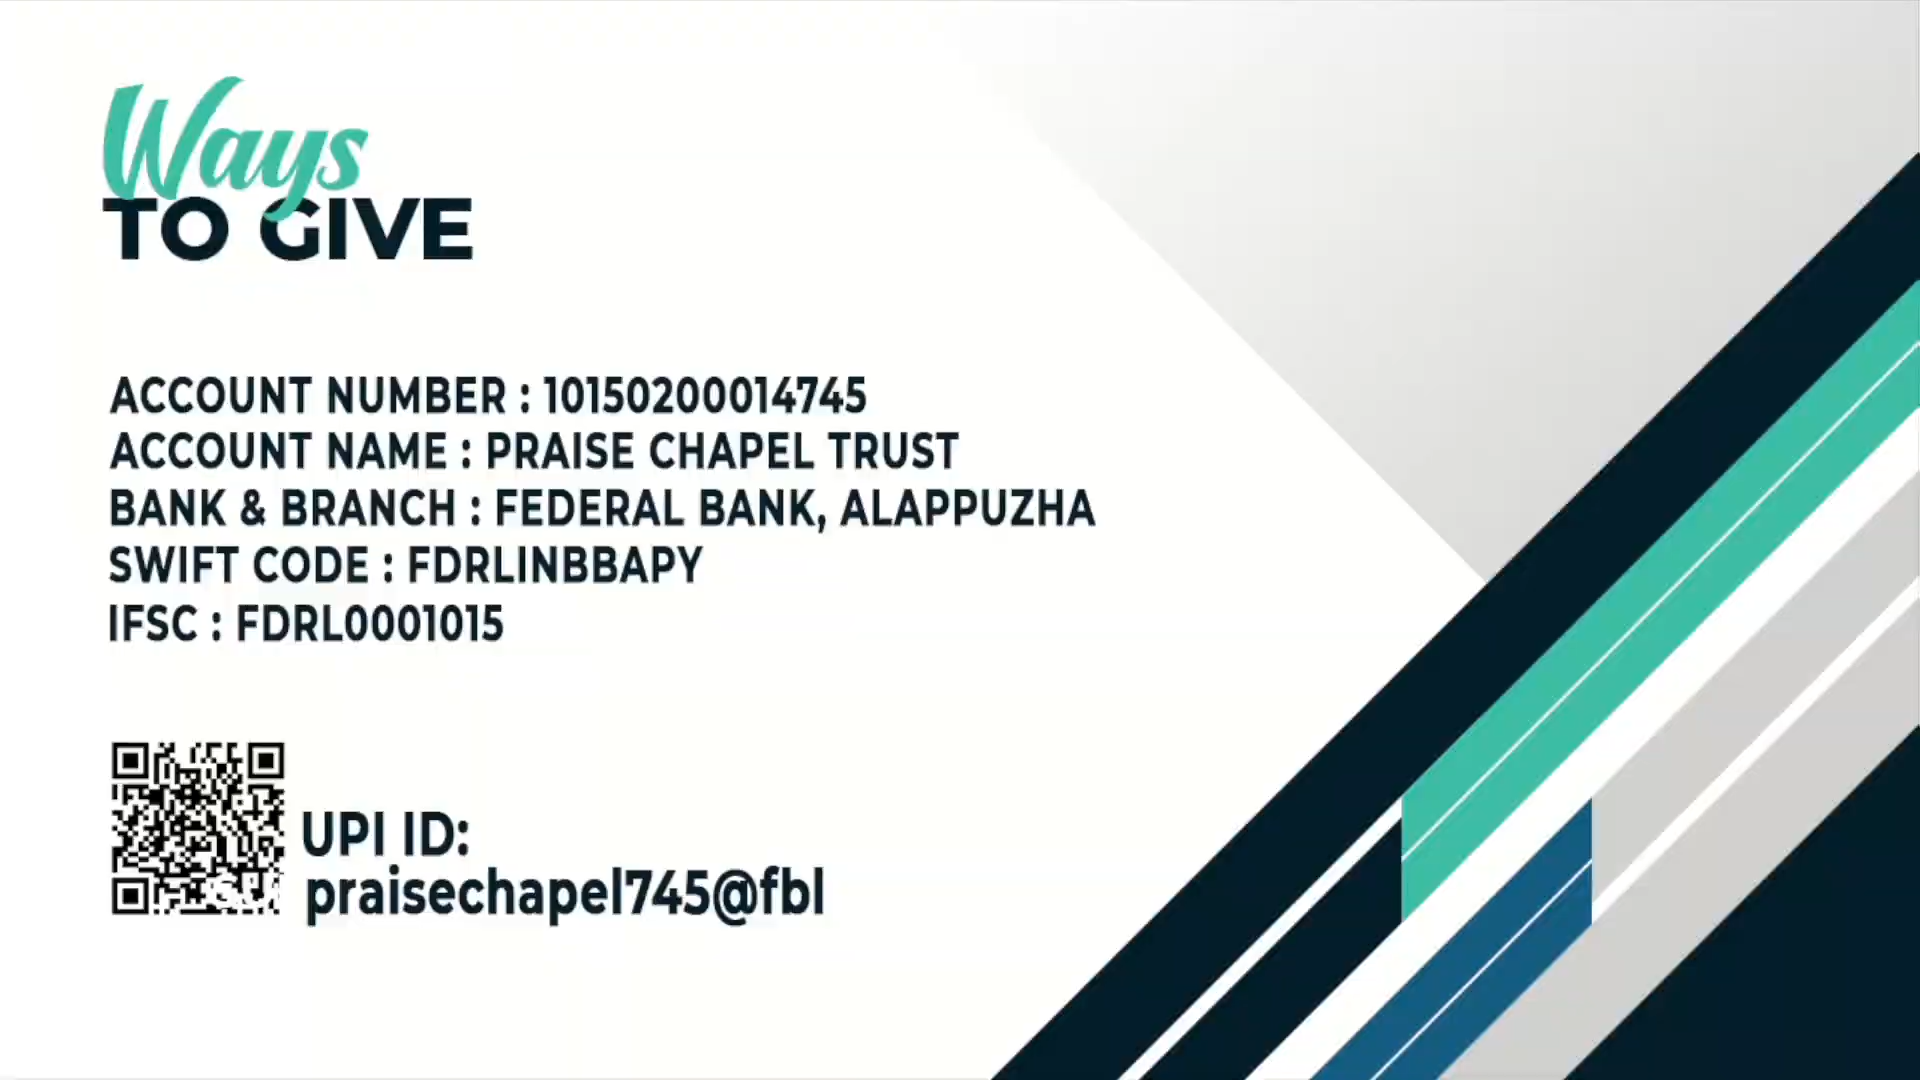 Ways
TO GIVE
ACCOUNT NUMBER : 10150200014745
ACCOUNT NAME : PRAISE CHAPEL TRUST
BANK & BRANCH : FEDERAL BANK, ALAPPUZHA
SWIFT CODE : FDRLINBBAPY
IFSC : FDRL0001015
UPI ID:
praisechapel745@fbl